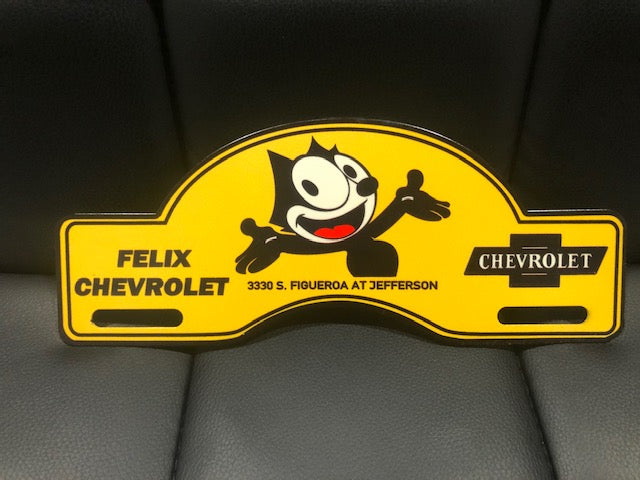 FELIX
CHEVROLET
3330 S. FIGUEROA AT JEFFERSON
CHEVROLET